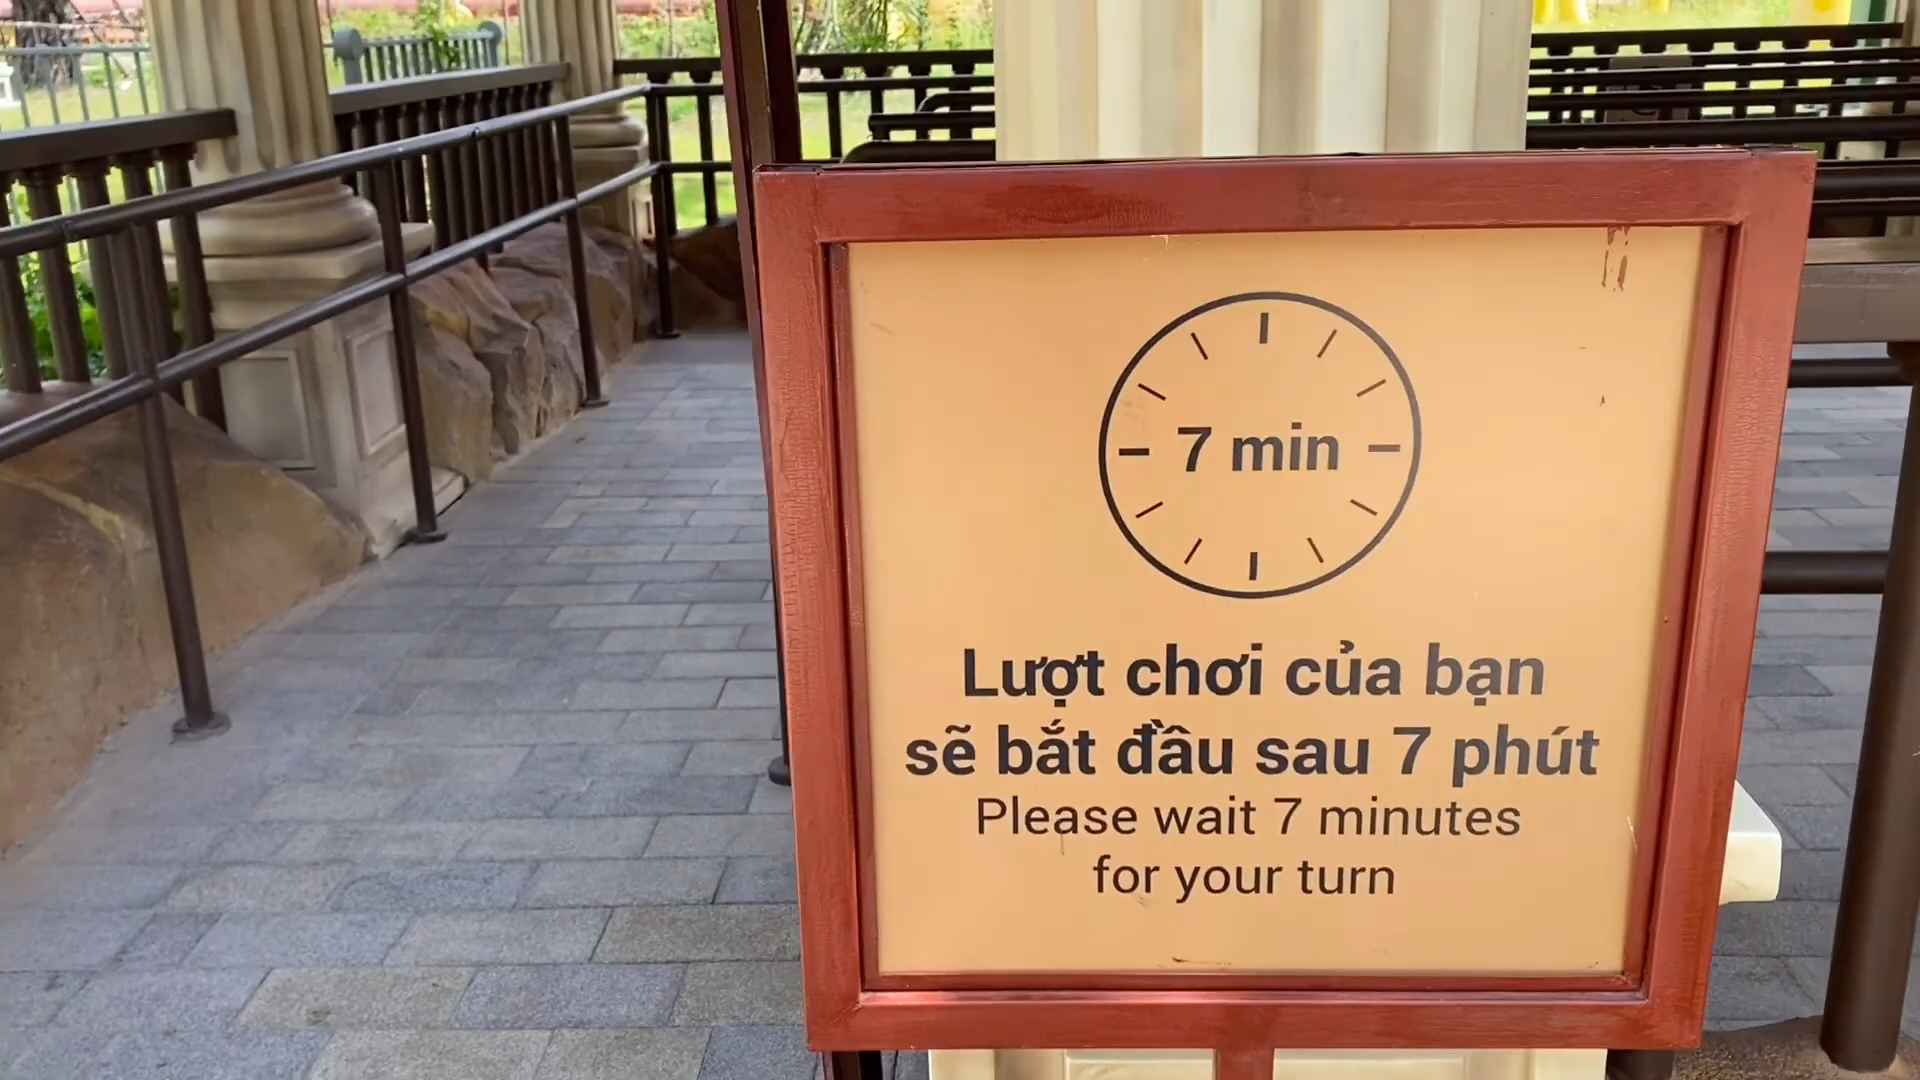 7 min
Lượt chơi của bạn
sẽ bắt đầu sau 7 phút
Please wait 7 minutes
for your turn